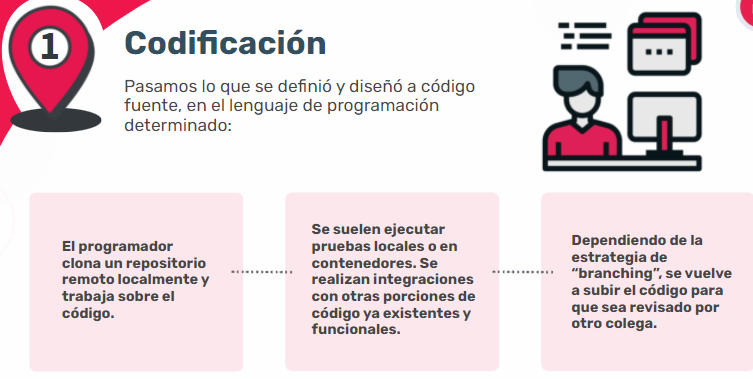 1
Codificación
Pasamos lo que se definió y diseñó a código
fuente, en el lenguaje de programación
determinado:
El programador
clona un repositorio
remoto localmente y
trabaja sobre el
código.
Se suelen ejecutar
pruebas locales o en
contenedores. Se
realizan integraciones
con otras porciones de
código ya existentes y
funcionales.
Dependiendo de la
estrategia de
“branching”, se vuelve
a subir el código para
que sea revisado por
otro colega.